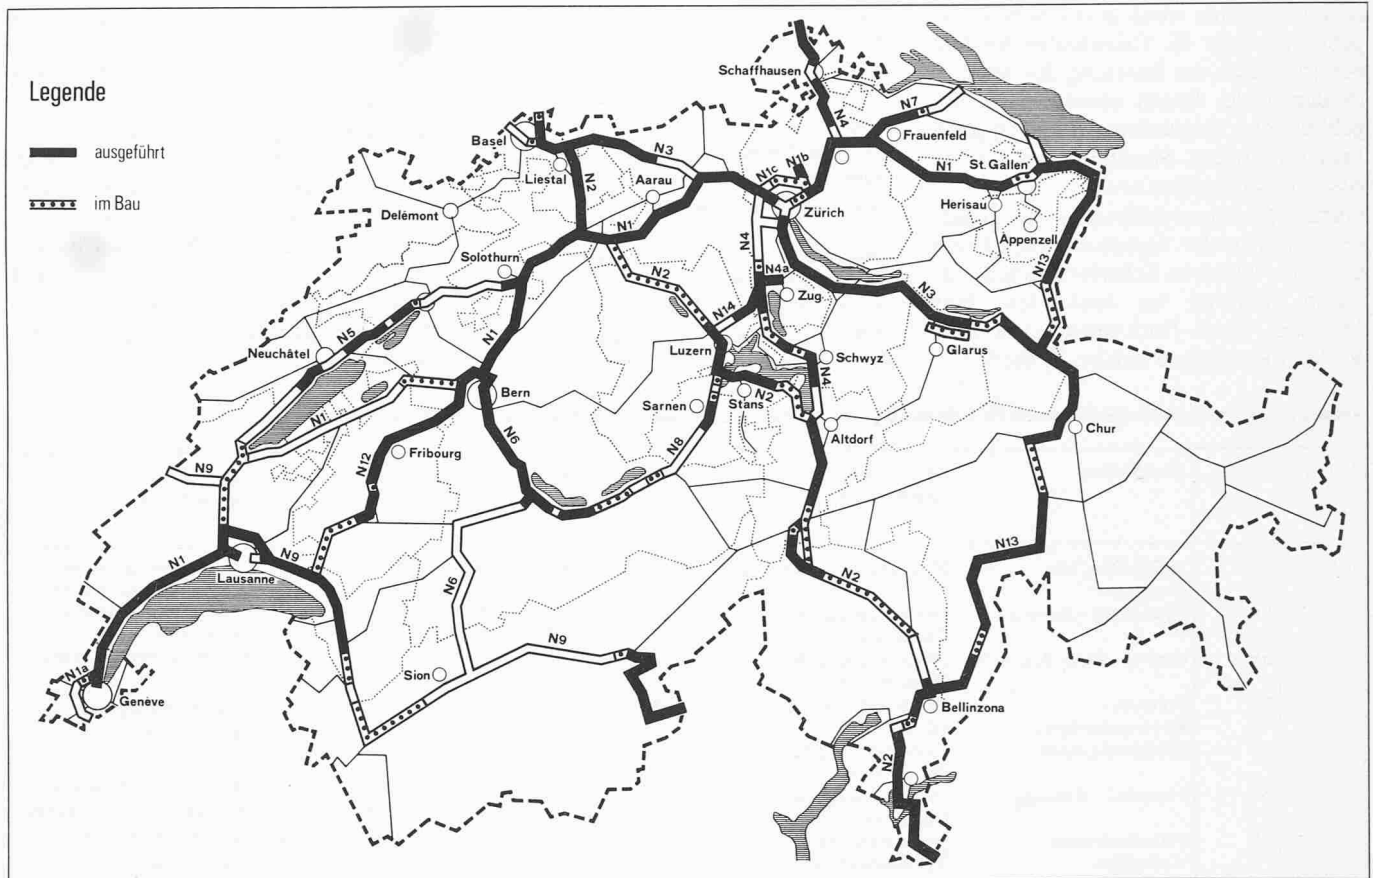 Legende
ausgeführt
im Bau
Schaffhausen
N7
N4
Frauenfeld
Basel
N3
N1b
N1c
St. Gallen
Liestal
N2
Aarau
N1
Herisau
Zürich
Delémont
N1
Appenzell
N4
Solothurn
N2
N4a
N13
Zug
N3
N14
N5
N1
Neuchâtel
Luzern
Schwyz
Glarus
N4
N2
Bern
Sarnen
Stans
N1
Altdorf
Chur
N6
N8
Fribourg
N12
N9
N13
N1
N9
Lausanne
N2
N6
N9
Sion
N1a
Genève
Bellinzona
N2